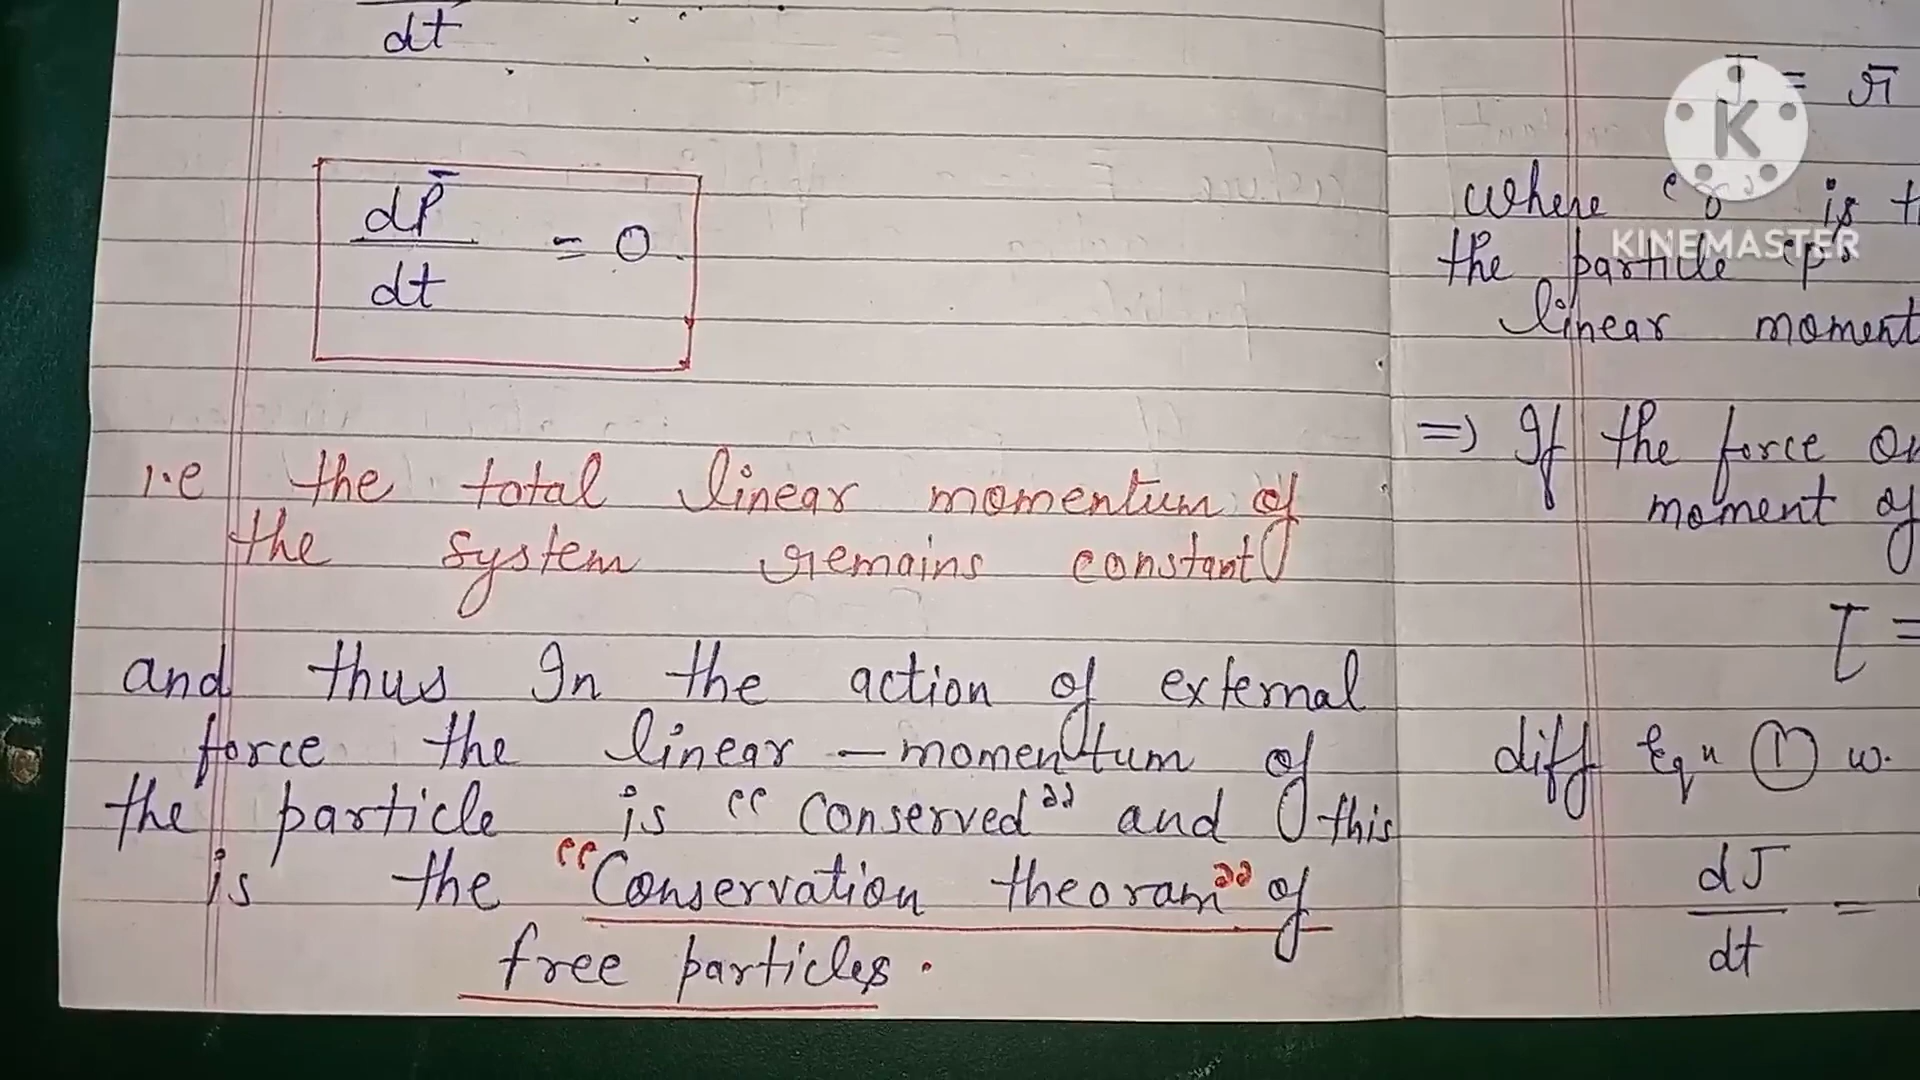 dt
dP̄
dt
= 0
i.e the total linear momentum of
the system remains constant
and thus In the action of external
force the linear - momentum of
the particle is "conserved" and this
is the "Conservation theoram" of
free particles.
= r̄
where is
the particle
linear moment
=) If the force
moment of
τ =
diff Eqn ① w.
dJ
dt
=
K
KINEMASTER